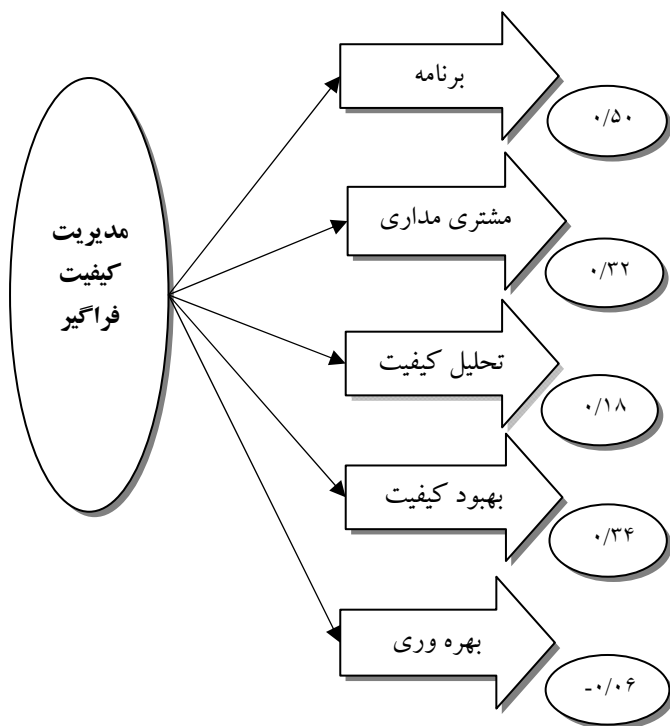 برنامه
۰/۵۰
مدیریت
کیفیت
فراگیر
مشتری مداری
۰/۳۲
تحلیل کیفیت
۰/۱۸
بهبود کیفیت
۰/۳۴
بهره وری
-۰/۰۶